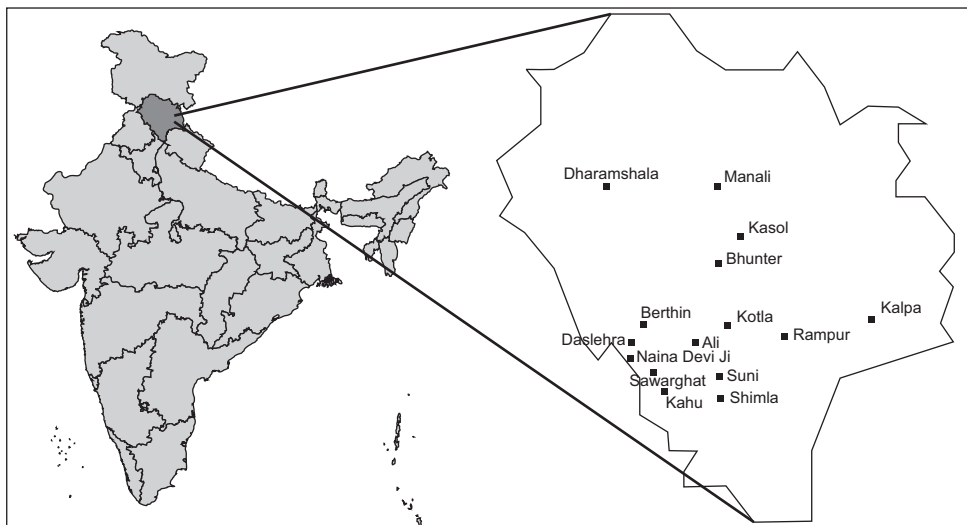 Dharamshala
Manali
Kasol
Bhunter
Berthin
Kotla
Kalpa
Rampur
Daslehra
Ali
Naina Devi Ji
Sawarghat
Suni
Kahu
Shimla